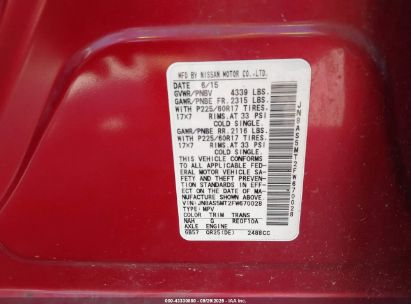 MFD BY NISSAN MOTOR CO.,LTD.
DATE 6/15
GVWR/PNBV 4339 LBS.
GAWR/PNBE FR. 2315 LBS.
WITH P225/60R17 TIRES.
17X7 RIMS.AT 33 PSI
COLD SINGLE.
GAWR/PNBE RR. 2116 LBS.
WITH P225/60R17 TIRES.
17X7 RIMS.AT 33 PSI
COLD SINGLE.
THIS VEHICLE CONFORMS
TO ALL APPLICABLE FED-
ERAL MOTOR VEHICLE
SAFETY AND THEFT PREVEN-
TION STANDARDS IN EFFECT
ON THE DATE OF MA-
NUFACTURE SHOWN ABOVE.
VIN:JN8AS5MT2FW670028
TYPE: MPV
COLOR TRIM TRANS
NAH G RE0F10A
AXLE ENGINE
GB57 QR25(DE) 2488CC
JN8AS5MT2FW670028